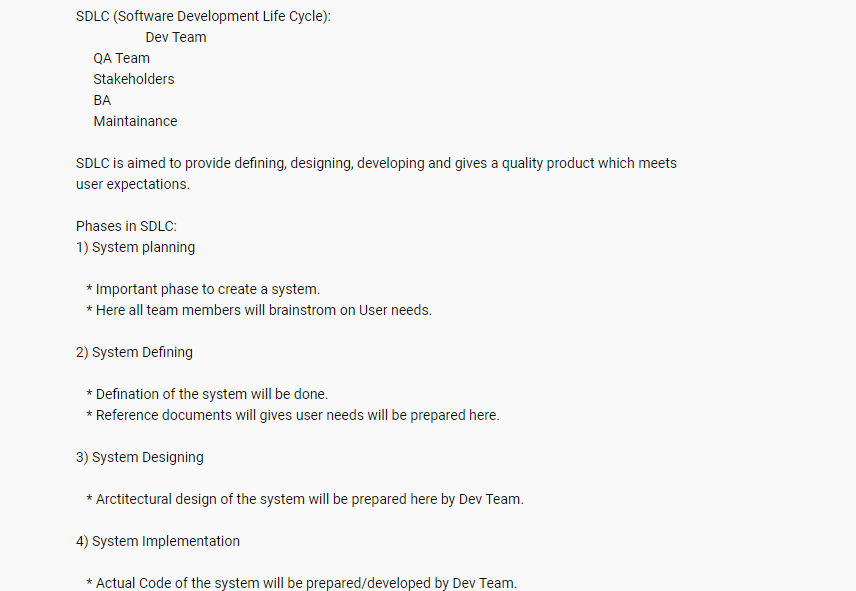 SDLC (Software Development Life Cycle):
Dev Team
QA Team
Stakeholders
BA
Maintainance
SDLC is aimed to provide defining, designing, developing and gives a quality product which meets
user expectations.
Phases in SDLC:
1) System planning
* Important phase to create a system.
* Here all team members will brainstrom on User needs.
2) System Defining
* Defination of the system will be done.
* Reference documents will gives user needs will be prepared here.
3) System Designing
* Arctitectural design of the system will be prepared here by Dev Team.
4) System Implementation
* Actual Code of the system will be prepared/developed by Dev Team.